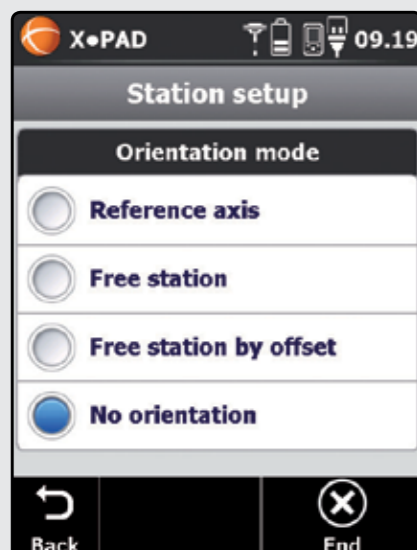 X●PAD 09.19
Station setup
Orientation mode
Reference axis
Free station
Free station by offset
No orientation
Back End